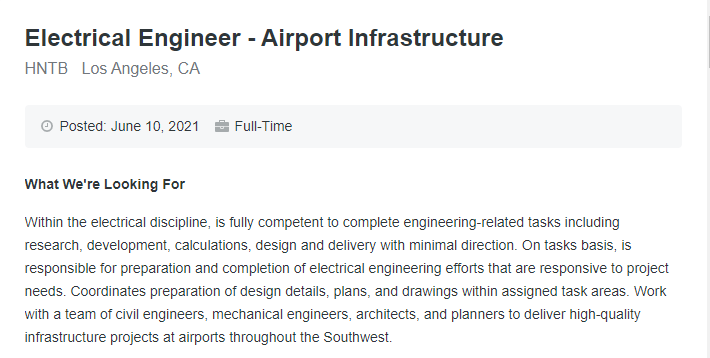 Electrical Engineer - Airport Infrastructure
HNTB Los Angeles, CA
Posted: June 10, 2021 Full-Time
What We're Looking For
Within the electrical discipline, is fully competent to complete engineering-related tasks including
research, development, calculations, design and delivery with minimal direction. On tasks basis, is
responsible for preparation and completion of electrical engineering efforts that are responsive to project
needs. Coordinates preparation of design details, plans, and drawings within assigned task areas. Work
with a team of civil engineers, mechanical engineers, architects, and planners to deliver high-quality
infrastructure projects at airports throughout the Southwest.